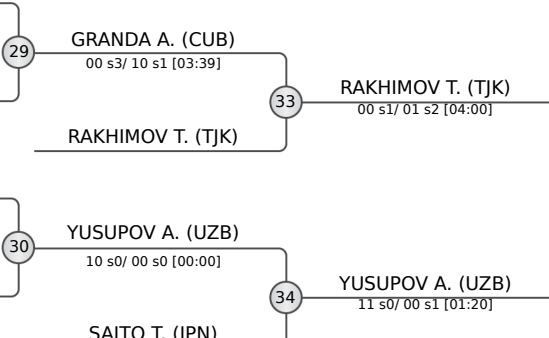 29
GRANDA A. (CUB)
00 s3/ 10 s1 [03:39]
33
RAKHIMOV T. (TJK)
00 s1/ 01 s2 [04:00]
RAKHIMOV T. (TJK)
30
YUSUPOV A. (UZB)
10 s0/ 00 s0 [00:00]
34
YUSUPOV A. (UZB)
11 s0/ 00 s1 [01:20]
SAITO T. (JPN)